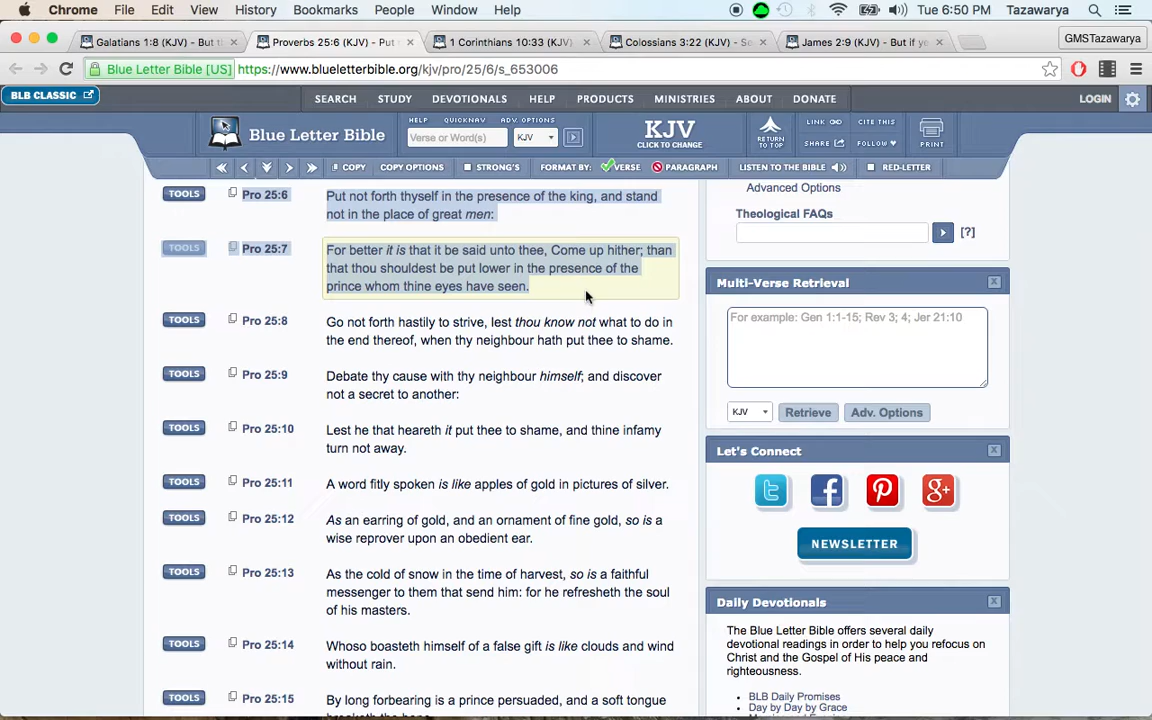 Chrome File Edit View History Bookmarks People Window Help Tue 6:50 PM Tazawarya
Galatians 1:8 (KJV) - But th Proverbs 25:6 (KJV) - Put 1 Corinthians 10:33 (KJV) Colossians 3:22 (KJV) - Se James 2:9 (KJV) - But if ye GMSTazawarya
Blue Letter Bible [US] https://www.blueletterbible.org/kjv/pro/25/6/s_653006
BLB CLASSIC SEARCH STUDY DEVOTIONALS HELP PRODUCTS MINISTRIES ABOUT DONATE LOGIN
HELP QUICKNAV ADV. OPTIONS
Blue Letter Bible Verse or Word(s) KJV KJV CLICK TO CHANGE RETURN TO TOP LINK CITE THIS SHARE FOLLOW PRINT
COPY COPY OPTIONS STRONG'S FORMAT BY: VERSE PARAGRAPH LISTEN TO THE BIBLE RED-LETTER
TOOLS Pro 25:6 Put not forth thyself in the presence of the king, and stand
not in the place of great men:
TOOLS Pro 25:7 For better it is that it be said unto thee, Come up hither; than
that thou shouldest be put lower in the presence of the
prince whom thine eyes have seen.
TOOLS Pro 25:8 Go not forth hastily to strive, lest thou know not what to do in
the end thereof, when thy neighbour hath put thee to shame.
TOOLS Pro 25:9 Debate thy cause with thy neighbour himself; and discover
not a secret to another:
TOOLS Pro 25:10 Lest he that heareth it put thee to shame, and thine infamy
turn not away.
TOOLS Pro 25:11 A word fitly spoken is like apples of gold in pictures of silver.
TOOLS Pro 25:12 As an earring of gold, and an ornament of fine gold, so is a
wise reprover upon an obedient ear.
TOOLS Pro 25:13 As the cold of snow in the time of harvest, so is a faithful
messenger to them that send him: for he refresheth the soul
of his masters.
TOOLS Pro 25:14 Whoso boasteth himself of a false gift is like clouds and wind
without rain.
TOOLS Pro 25:15 By long forbearing is a prince persuaded, and a soft tongue
breaketh the bone.
Advanced Options
Theological FAQs
[?]
Multi-Verse Retrieval
For example: Gen 1:1-15; Rev 3; 4; Jer 21:10
KJV Retrieve Adv. Options
Let's Connect
NEWSLETTER
Daily Devotionals
The Blue Letter Bible offers several daily
devotional readings in order to help you refocus on
Christ and the Gospel of His peace and
righteousness.
BLB Daily Promises
Day by Day by Grace